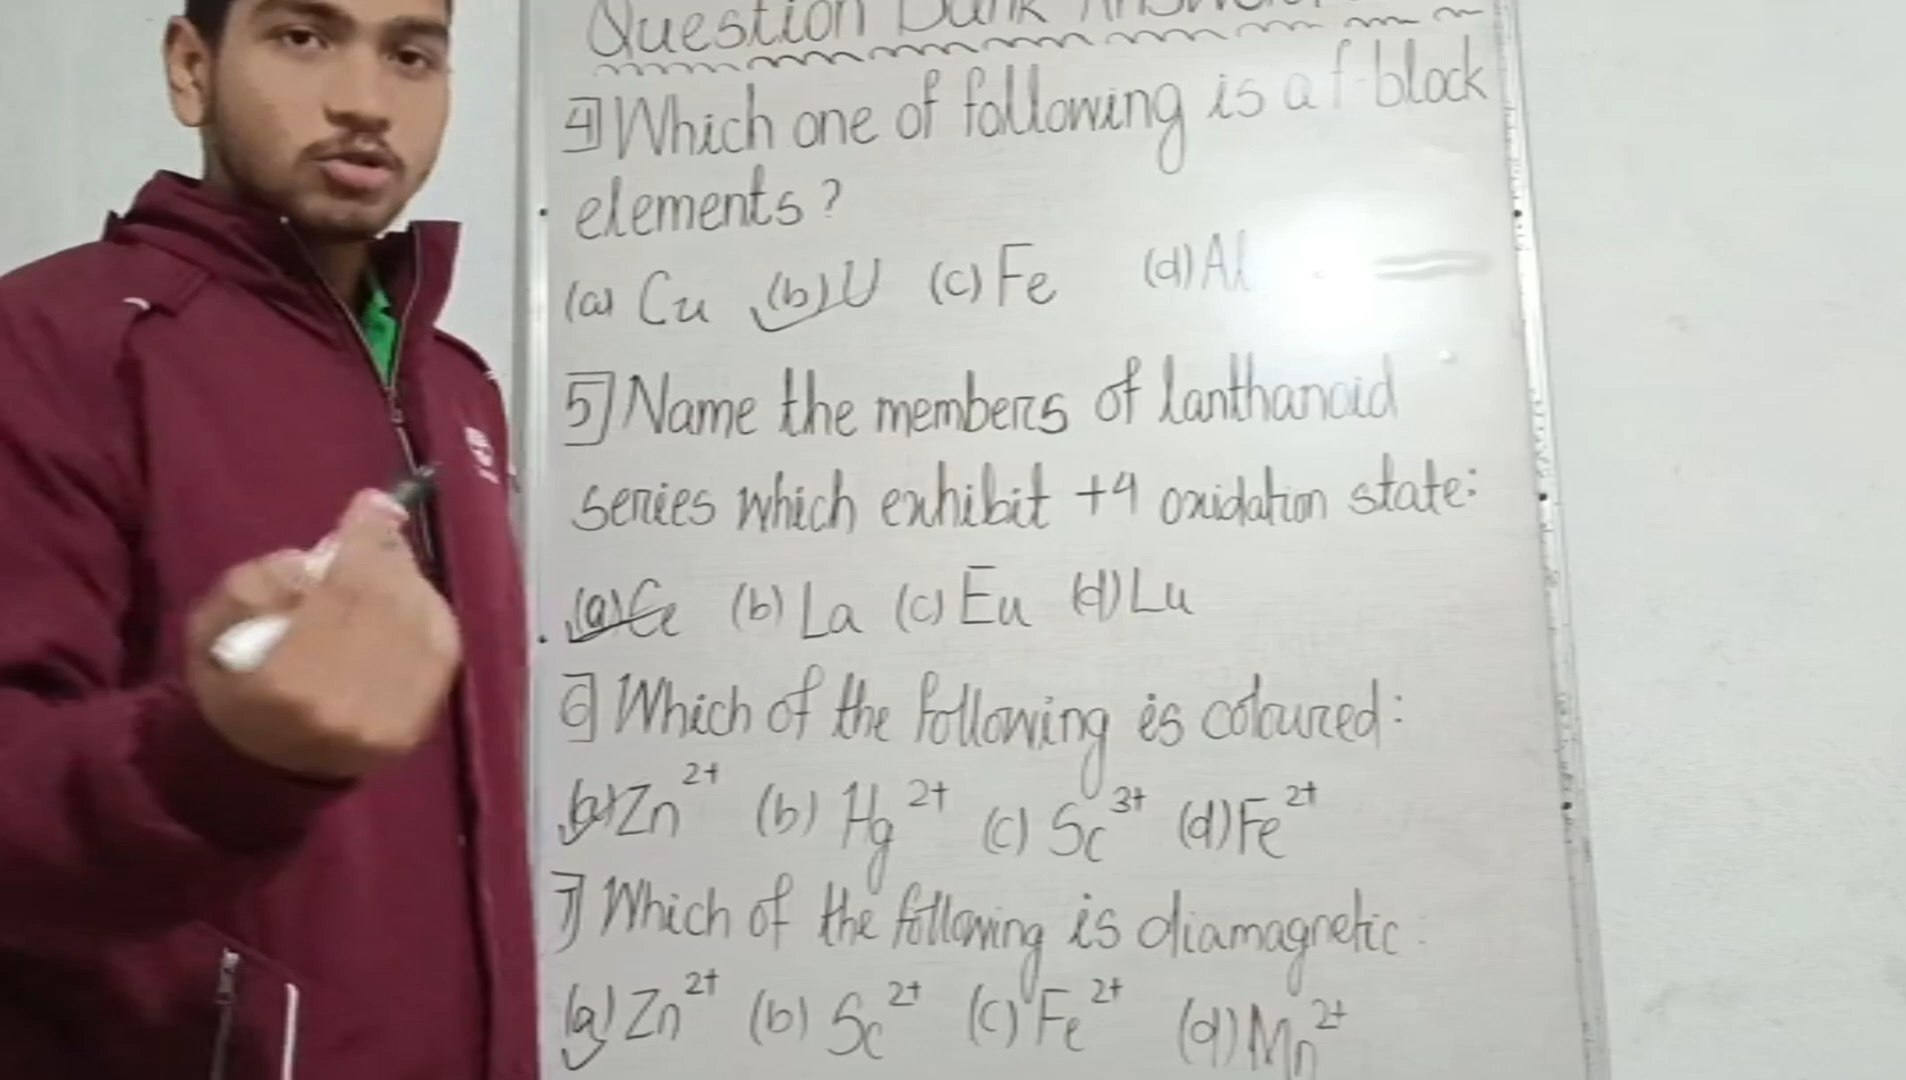 Question Bank Answer
4] Which one of following is a f-block
elements?
(a) Cu (b) U (c) Fe (d) Al
5] Name the members of lanthanoid
series which exhibit +4 oxidation state:
(a) Ce (b) La (c) Eu (d) Lu
6] Which of the following is coloured:
(a) Zn²⁺ (b) Hg²⁺ (c) Sc³⁺ (d) Fe²⁺
7] Which of the following is diamagnetic
(a) Zn²⁺ (b) Sc²⁺ (c) Fe²⁺ (d) Mn²⁺